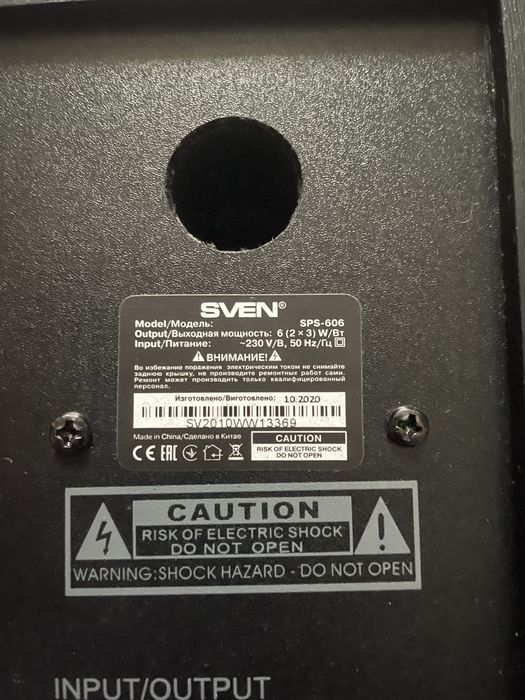 SVEN®
Model/Модель: SPS-606
Output/Выходная мощность: 6 (2 × 3) W/Вт
Input/Питание: ~230 V/В, 50 Hz/Гц
ВНИМАНИЕ!
Во избежание поражения электрическим током не снимайте
заднюю крышку, не производите ремонтных работ сами.
Ремонт может производить только квалифицированный
персонал.
Изготовлено/Виготовлено: 10.2020
SV2010WW13369
Made in China/Сделано в Китае
CE EAC
CAUTION
RISK OF ELECTRIC SHOCK
DO NOT OPEN
CAUTION
RISK OF ELECTRIC SHOCK
DO NOT OPEN
WARNING:SHOCK HAZARD - DO NOT OPEN
INPUT/OUTPUT